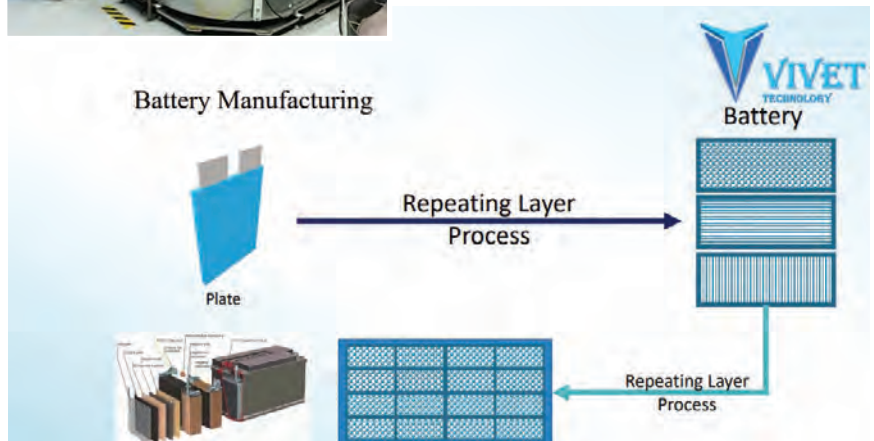 VIVET
TECHNOLOGY
Battery Manufacturing
Battery
Repeating Layer
Process
Plate
Repeating Layer
Process